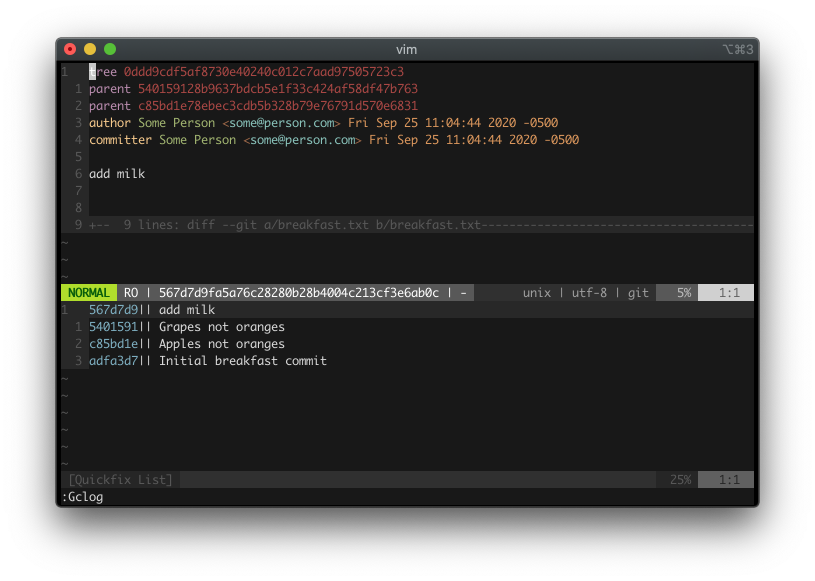 vim ⌥⌘3
1 tree 0ddd9cdf5af8730e40240c012c7aad97505723c3
1 parent 540159128b9637bdcb5e1f33c424af58df47b763
2 parent c85bd1e78ebec3cdb5b328b79e76791d570e6831
3 author Some Person <some@person.com> Fri Sep 25 11:04:44 2020 -0500
4 committer Some Person <some@person.com> Fri Sep 25 11:04:44 2020 -0500
5
6 add milk
7
8
9 +--  9 lines: diff --git a/breakfast.txt b/breakfast.txt---------------------------------------
~
~
~
NORMAL RO | 567d7d9fa5a76c28280b28b4004c213cf3e6ab0c | - unix | utf-8 | git 5% 1:1
1 567d7d9|| add milk
1 5401591|| Grapes not oranges
2 c85bd1e|| Apples not oranges
3 adfa3d7|| Initial breakfast commit
~
~
~
~
~
~
[Quickfix List] 25% 1:1
:Gclog